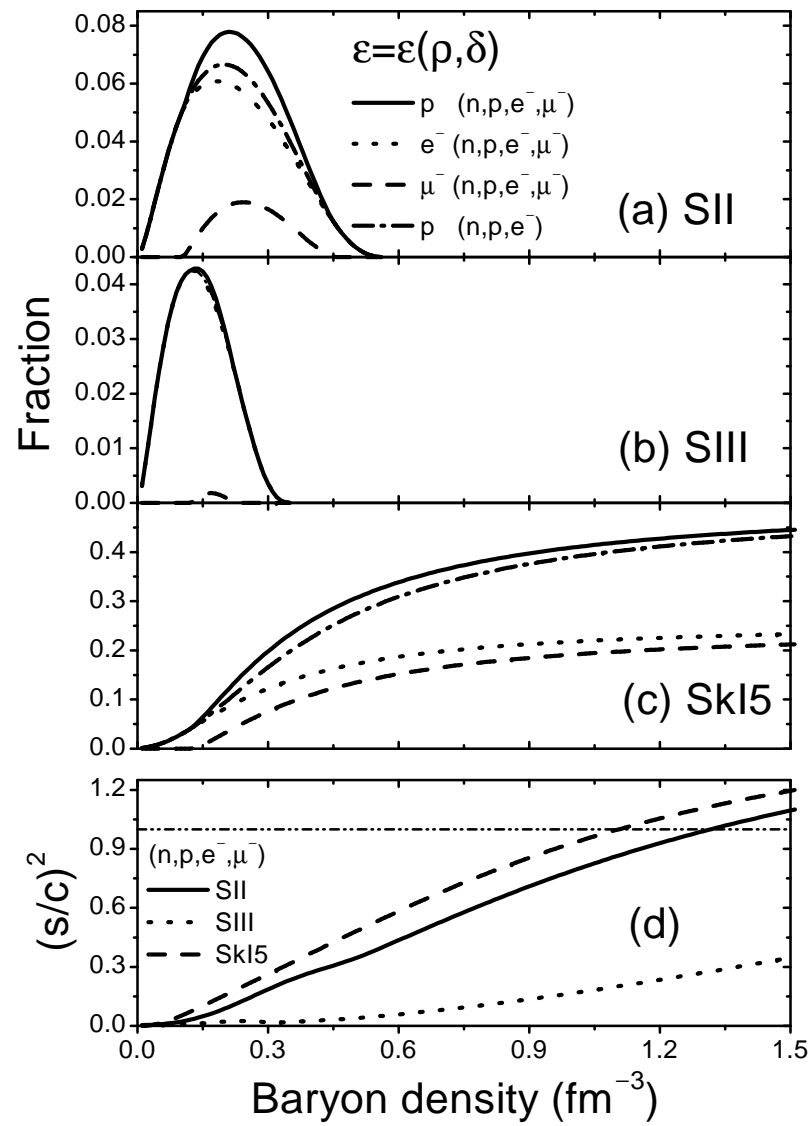 ε=ε(ρ,δ)
p (n,p,e⁻,μ⁻)
e⁻ (n,p,e⁻,μ⁻)
μ⁻ (n,p,e⁻,μ⁻)
p (n,p,e⁻)
(a) SII
0.08
0.06
0.04
0.02
0.00
Fraction
(b) SIII
0.04
0.03
0.02
0.01
0.00
(c) SkI5
0.4
0.3
0.2
0.1
0.0
(s/c)²
(n,p,e⁻,μ⁻)
SII
SIII
SkI5
(d)
1.2
0.9
0.6
0.3
0.0
0.0 0.3 0.6 0.9 1.2 1.5
Baryon density (fm⁻³)